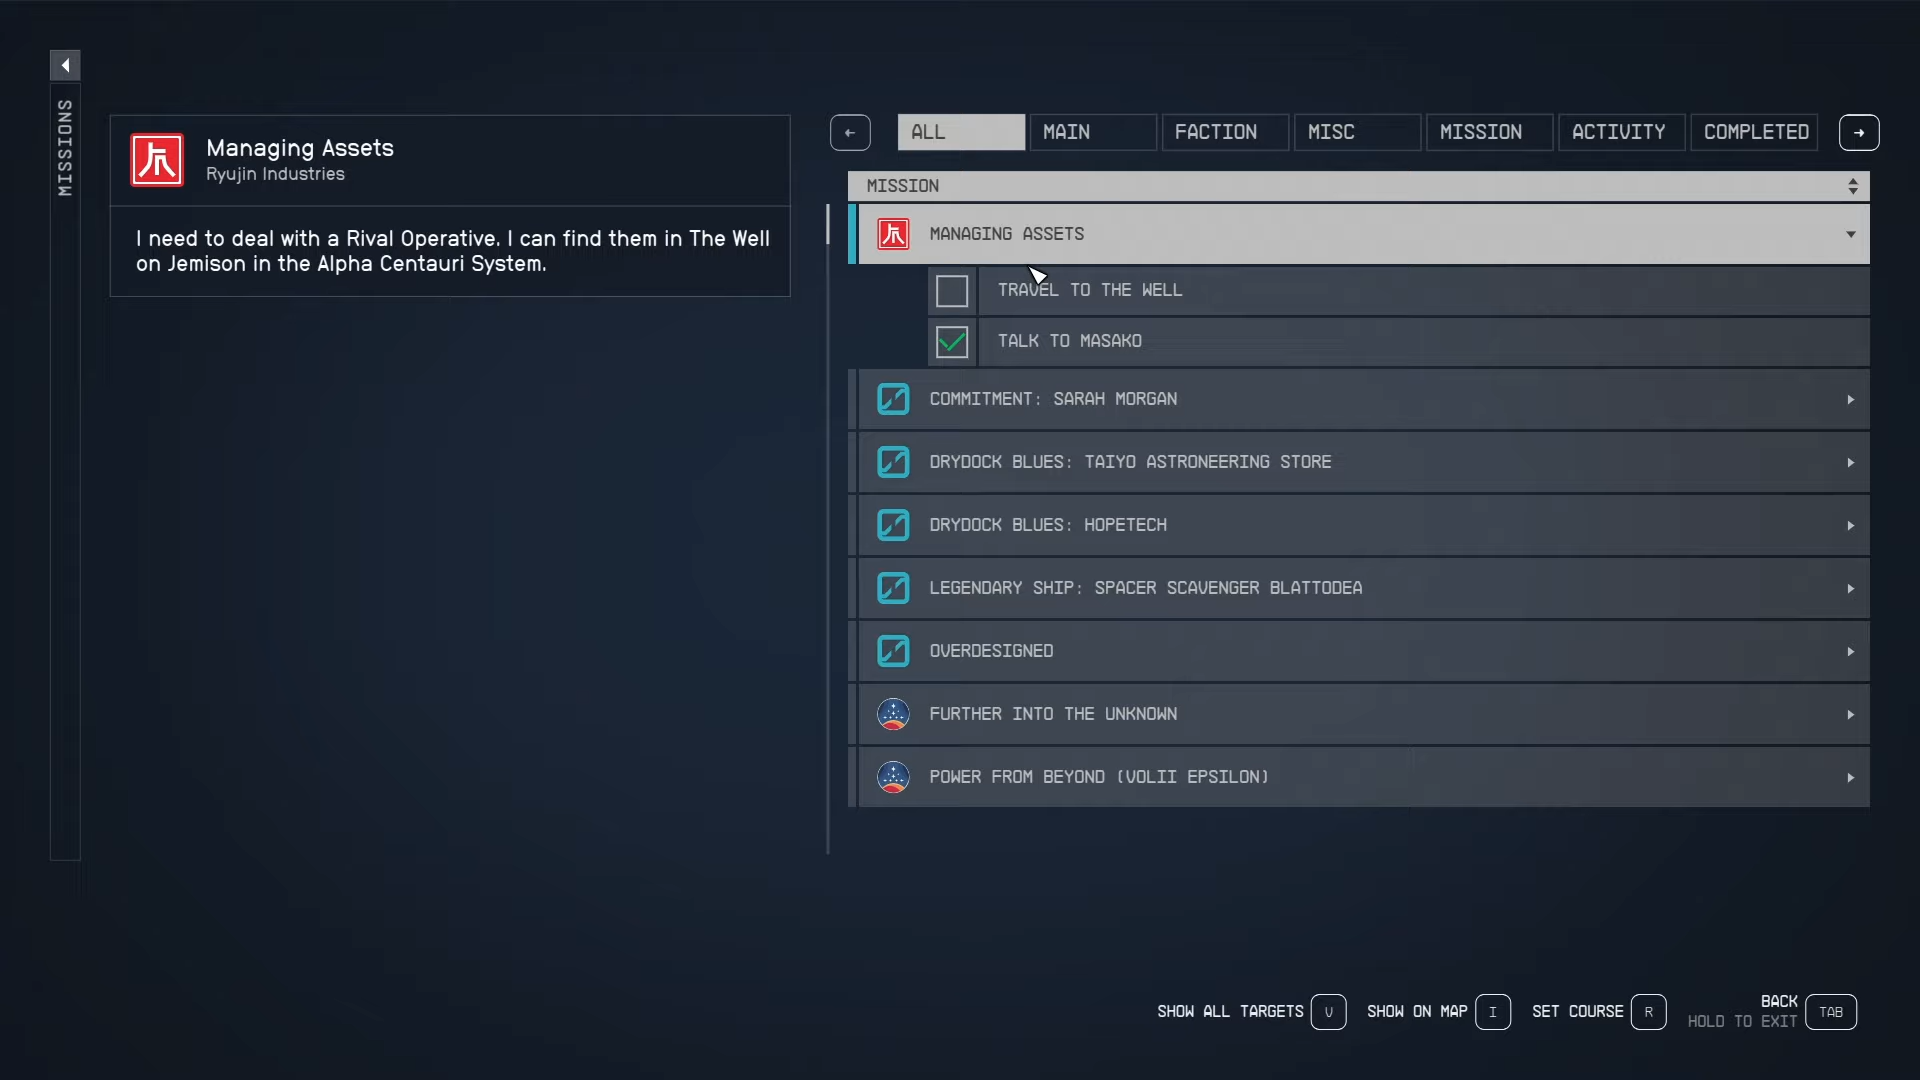 MISSIONS
Managing Assets
Ryujin Industries
I need to deal with a Rival Operative. I can find them in The Well
on Jemison in the Alpha Centauri System.
ALL
MAIN
FACTION
MISC
MISSION
ACTIVITY
COMPLETED
MISSION
MANAGING ASSETS
TRAVEL TO THE WELL
TALK TO MASAKO
COMMITMENT: SARAH MORGAN
DRYDOCK BLUES: TAIYO ASTRONEERING STORE
DRYDOCK BLUES: HOPETECH
LEGENDARY SHIP: SPACER SCAVENGER BLATTODEA
OVERDESIGNED
FURTHER INTO THE UNKNOWN
POWER FROM BEYOND (VOLII EPSILON)
SHOW ALL TARGETS V
SHOW ON MAP I
SET COURSE R
BACK TAB
HOLD TO EXIT